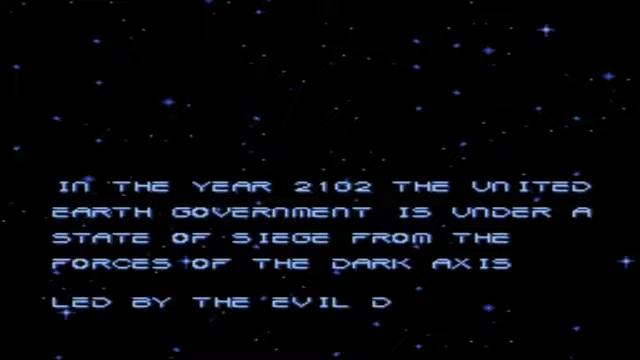 IN THE YEAR 2102 THE UNITED
EARTH GOVERNMENT IS UNDER A
STATE OF SIEGE FROM THE
FORCES OF THE DARK AXIS
LED BY THE EVIL D